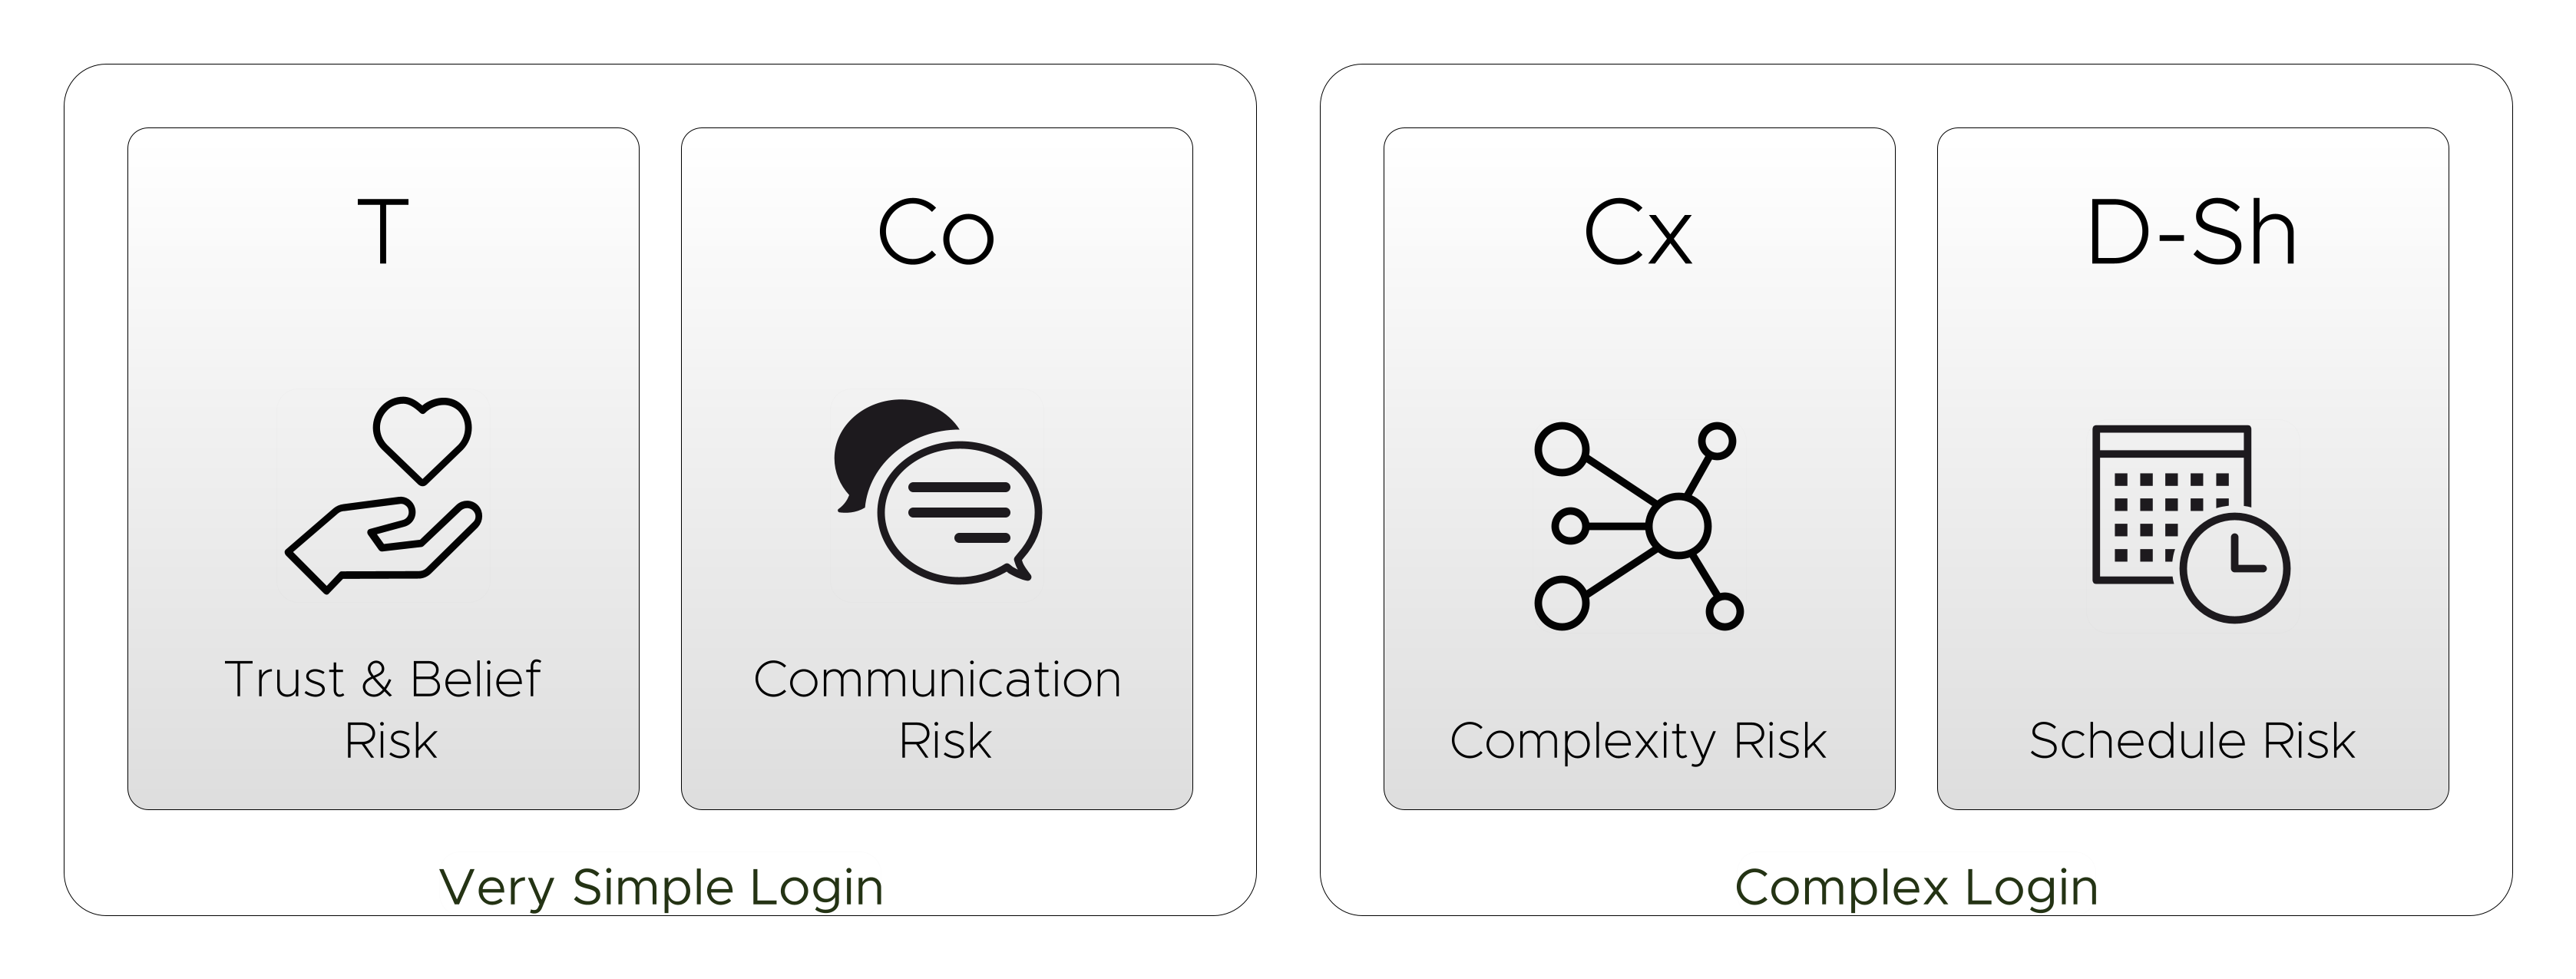 T
Trust & Belief
Risk
Co
Communication
Risk
Very Simple Login
Cx
Complexity Risk
D-Sh
Schedule Risk
Complex Login